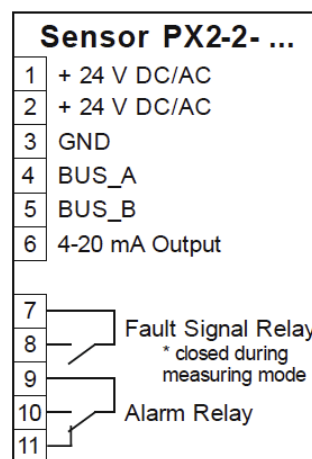 Sensor PX2-2- ...
1 + 24 V DC/AC
2 + 24 V DC/AC
3 GND
4 BUS_A
5 BUS_B
6 4-20 mA Output
7
Fault Signal Relay
8
* closed during
measuring mode
9
10 Alarm Relay
11